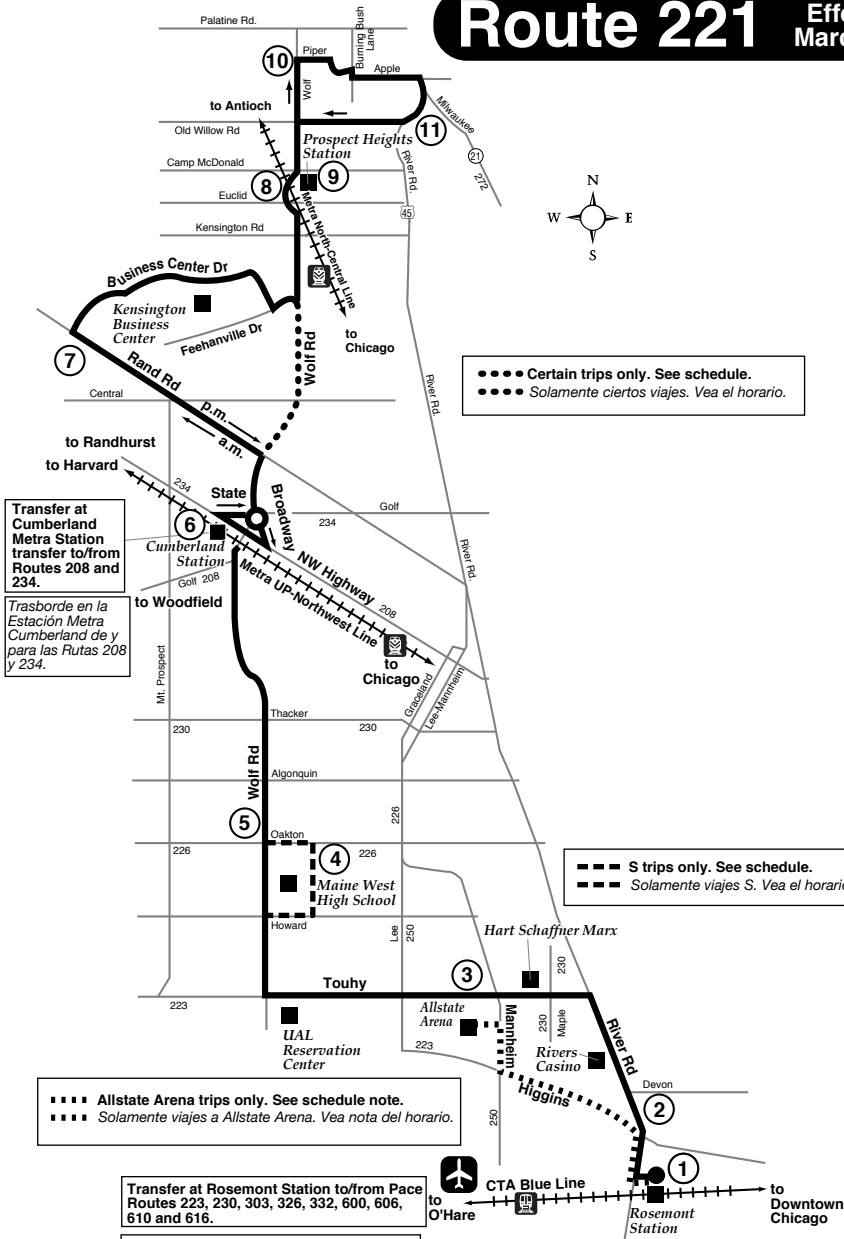 Route 221
Effe
Marc
Palatine Rd.
Burning Bush
Lane
10
Piper
Wolf
Apple
to Antioch
Old Willow Rd
11
Milwaukee
21
272
Prospect Heights
Station
River Rd.
Camp McDonald
8
9
Euclid
45
Kensington Rd
Metra North-Central Line
N
W
E
S
Business Center Dr
Kensington
Business
Center
Feehanville Dr
to
Chicago
7
Rand Rd
Wolf Rd
Central
p.m.
a.m.
River Rd.
Certain trips only. See schedule.
Solamente ciertos viajes. Vea el horario.
to Randhurst
to Harvard
234
State
Broadway
Golf
234
6
Cumberland
Station
Transfer at
Cumberland
Metra Station
transfer to/from
Routes 208 and
234.
Golf 208
NW Highway
208
Metra UP-Northwest Line
River Rd.
to Woodfield
Trasborde en la
Estación Metra
Cumberland de y
para las Rutas 208
y 234.
to
Chicago
Mt. Prospect
Graceland
Lee-Mannheim
Thacker
230
230
Wolf Rd
Algonquin
226
5
Oakton
226
226
4
Maine West
High School
S trips only. See schedule.
Solamente viajes S. Vea el horario
Howard
Lee
250
Hart Schaffner Marx
230
3
Touhy
223
UAL
Reservation
Center
Allstate
Arena
Mannheim
230
Maple
223
Rivers
Casino
River Rd
Higgins
Devon
2
250
Allstate Arena trips only. See schedule note.
Solamente viajes a Allstate Arena. Vea nota del horario.
1
CTA Blue Line
to
O'Hare
Rosemont
Station
to
Downtown
Chicago
Transfer at Rosemont Station to/from Pace
Routes 223, 230, 303, 326, 332, 600, 606,
610 and 616.